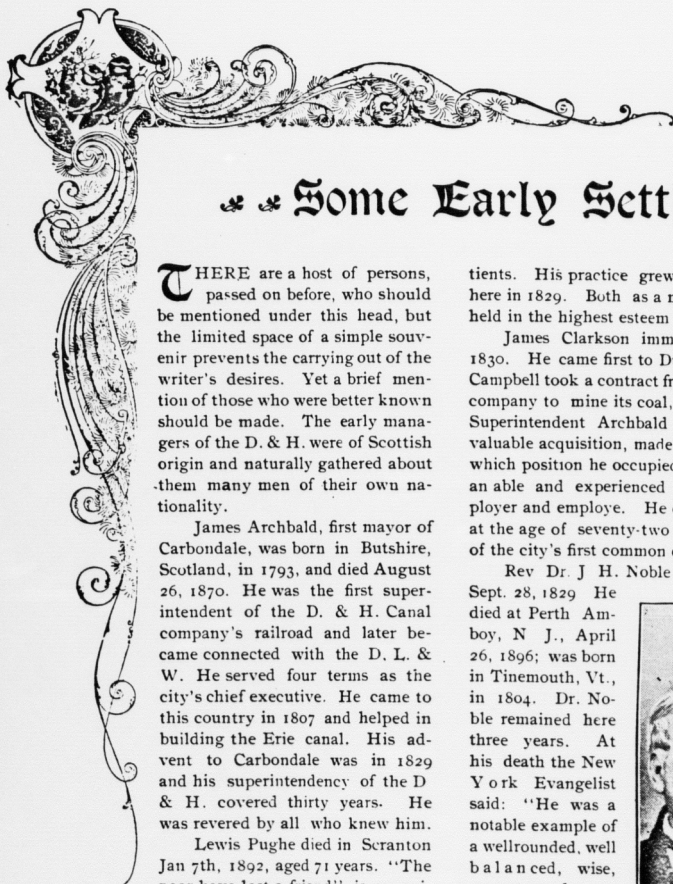 Some Early Sett
THERE are a host of persons,
passed on before, who should
be mentioned under this head, but
the limited space of a simple souv-
enir prevents the carrying out of the
writer's desires. Yet a brief men-
tion of those who were better known
should be made. The early mana-
gers of the D. & H. were of Scottish
origin and naturally gathered about
them many men of their own na-
tionality.
James Archbald, first mayor of
Carbondale, was born in Butshire,
Scotland, in 1793, and died August
26, 1870. He was the first super-
intendent of the D. & H. Canal
company's railroad and later be-
came connected with the D. L. &
W. He served four terms as the
city's chief executive. He came to
this country in 1807 and helped in
building the Erie canal. His ad-
vent to Carbondale was in 1829
and his superintendency of the D
& H. covered thirty years. He
was revered by all who knew him.
Lewis Pughe died in Scranton
Jan 7th, 1892, aged 71 years. "The
tients. His practice grew
here in 1829. Both as a
held in the highest esteem
James Clarkson imm
1830. He came first to D
Campbell took a contract fr
company to mine its coal,
Superintendent Archbald
valuable acquisition, made
which position he occupied
an able and experienced
ployer and employe. He
at the age of seventy-two
of the city's first common
Rev Dr. J H. Noble
Sept. 28, 1829 He
died at Perth Am-
boy, N J., April
26, 1896; was born
in Tinemouth, Vt.,
in 1804. Dr. No-
ble remained here
three years. At
his death the New
York Evangelist
said: "He was a
notable example of
a wellrounded, well
balanced, wise,